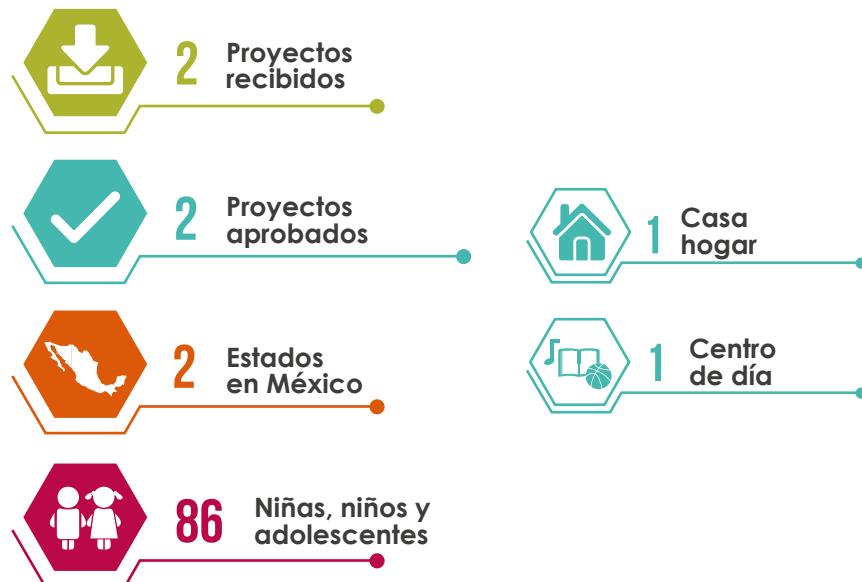 2 Proyectos
recibidos
2 Proyectos
aprobados
1 Casa
hogar
2 Estados
en México
1 Centro
de día
86 Niñas, niños y
adolescentes